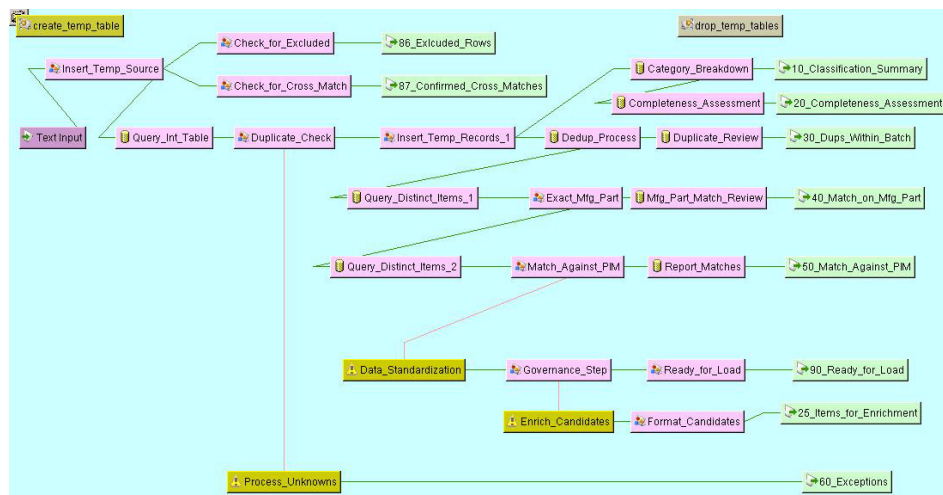 create_temp_table
drop_temp_tables
Check_for_Excluded
86_Exlcuded_Rows
Insert_Temp_Source
Category_Breakdown
10_Classification_Summary
Check_for_Cross_Match
87_Confirmed_Cross_Matches
Completeness_Assessment
20_Completeness_Assessment
Text Input
Query_Int_Table
Duplicate_Check
Insert_Temp_Records_1
Dedup_Process
Duplicate_Review
30_Dups_Within_Batch
Query_Distinct_Items_1
Exact_Mfg_Part
Mfg_Part_Match_Review
40_Match_on_Mfg_Part
Query_Distinct_Items_2
Match_Against_PIM
Report_Matches
50_Match_Against_PIM
Data_Standardization
Governance_Step
Ready_for_Load
90_Ready_for_Load
Enrich_Candidates
Format_Candidates
25_Items_for_Enrichment
Process_Unknowns
60_Exceptions